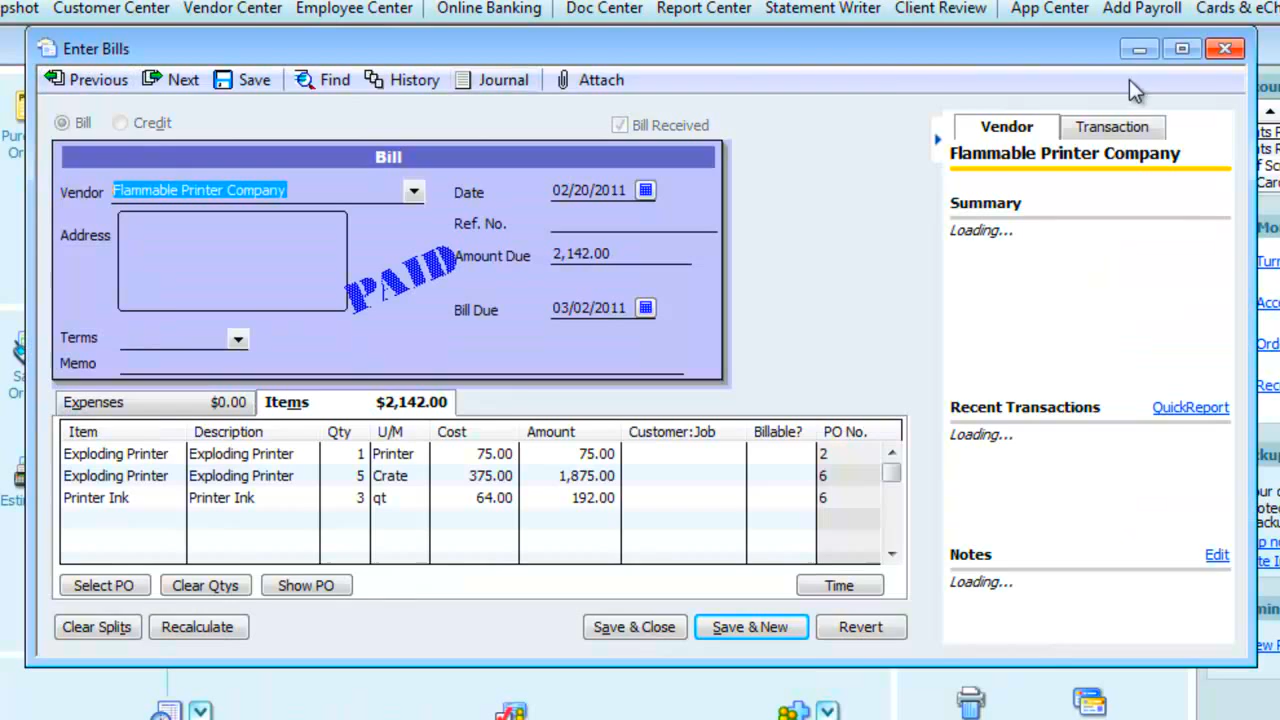 pshot Customer Center Vendor Center Employee Center Online Banking Doc Center Report Center Statement Writer Client Review App Center Add Payroll Cards & eCh
Enter Bills
Previous Next Save Find History Journal Attach
Bill Credit Bill Received
Bill
Vendor Flammable Printer Company
Date 02/20/2011
Address
Ref. No.
Amount Due 2,142.00
PAID
Bill Due 03/02/2011
Terms
Memo
Expenses $0.00 Items $2,142.00
Item Description Qty U/M Cost Amount Customer:Job Billable? PO No.
Exploding Printer Exploding Printer 1 Printer 75.00 75.00 2
Exploding Printer Exploding Printer 5 Crate 375.00 1,875.00 6
Printer Ink Printer Ink 3 qt 64.00 192.00 6
Select PO Clear Qtys Show PO Time
Clear Splits Recalculate Save & Close Save & New Revert
Vendor Transaction
Flammable Printer Company
Summary
Loading...
Recent Transactions QuickReport
Loading...
Notes Edit
Loading...